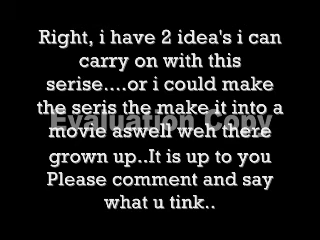 Right, i have 2 idea's i can
carry on with this
serise....or i could make
the seris the make it into a
movie aswell weh there
Evaluation Copy
grown up..It is up to you
Please comment and say
what u tink..